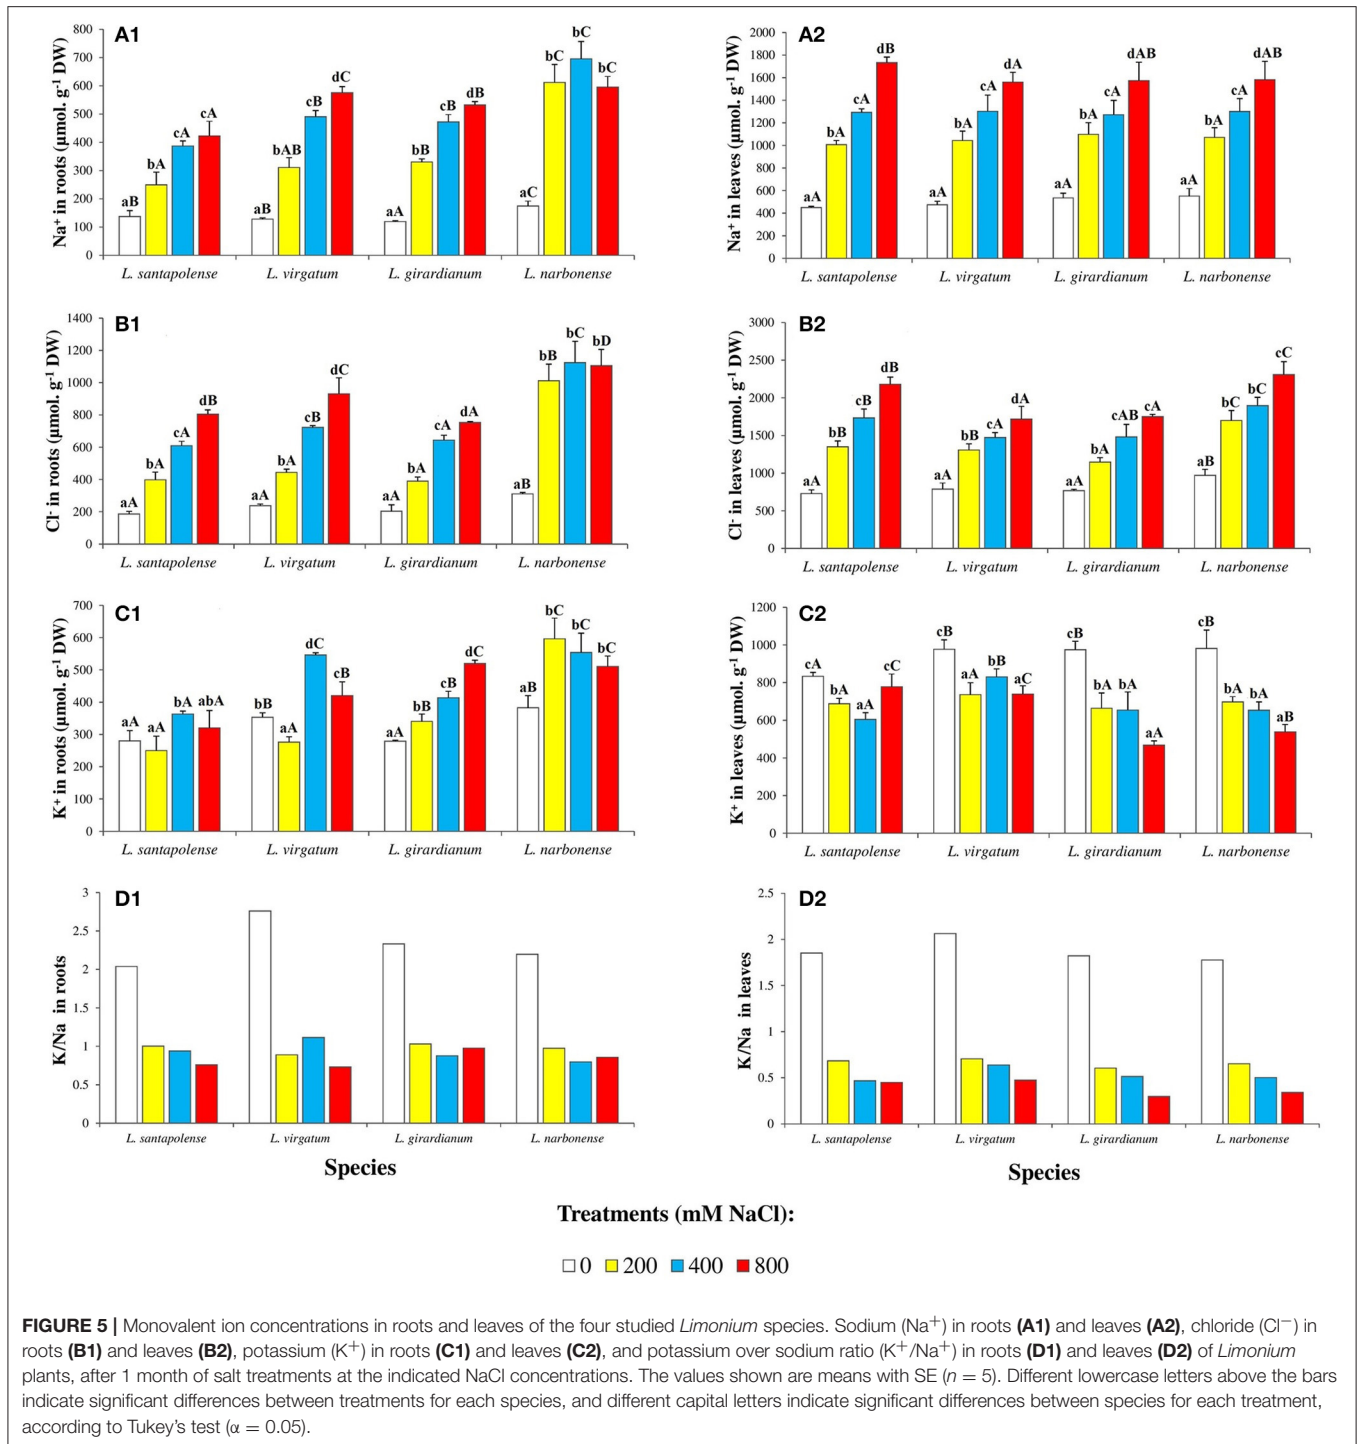 A1
Na⁺ in roots (µmol. g⁻¹ DW)
800
700
600
500
400
300
200
100
0
aB bA cA cA
aB bAB cB dC
aA bB cB dB
aC bC bC bC
L. santapolense L. virgatum L. girardianum L. narbonense
A2
Na⁺ in leaves (µmol. g⁻¹ DW)
2000
1800
1600
1400
1200
1000
800
600
400
200
0
aA bA cA dB
aA bA cA dA
aA bA cA dAB
aA bA cA dAB
L. santapolense L. virgatum L. girardianum L. narbonense
B1
Cl⁻ in roots (µmol. g⁻¹ DW)
1400
1200
1000
800
600
400
200
0
aA bA cA dB
aA bA cB dC
aA bA cA dA
aB bB bC bD
L. santapolense L. virgatum L. girardianum L. narbonense
B2
Cl⁻ in leaves (µmol. g⁻¹ DW)
3000
2500
2000
1500
1000
500
0
aA bB cB dB
aA bB cA dA
aA bA cAB cA
aB bC bC cC
L. santapolense L. virgatum L. girardianum L. narbonense
C1
K⁺ in roots (µmol. g⁻¹ DW)
700
600
500
400
300
200
100
0
aA aA bA abA
bB aA dC cB
aA bB cB dC
aB bC bC bC
L. santapolense L. virgatum L. girardianum L. narbonense
C2
K⁺ in leaves (µmol. g⁻¹ DW)
1200
1000
800
600
400
200
0
cA bA aA cC
cB aA bB aC
cB bA bA aA
cB bA bA aB
L. santapolense L. virgatum L. girardianum L. narbonense
D1
K/Na in roots
3
2.5
2
1.5
1
0.5
0
L. santapolense L. virgatum L. girardianum L. narbonense
Species
D2
K/Na in leaves
2.5
2
1.5
1
0.5
0
L. santapolense L. virgatum L. girardianum L. narbonense
Species
Treatments (mM NaCl):
0 200 400 800
FIGURE 5 | Monovalent ion concentrations in roots and leaves of the four studied Limonium species. Sodium (Na⁺) in roots (A1) and leaves (A2), chloride (Cl⁻) in
roots (B1) and leaves (B2), potassium (K⁺) in roots (C1) and leaves (C2), and potassium over sodium ratio (K⁺/Na⁺) in roots (D1) and leaves (D2) of Limonium
plants, after 1 month of salt treatments at the indicated NaCl concentrations. The values shown are means with SE (n = 5). Different lowercase letters above the bars
indicate significant differences between treatments for each species, and different capital letters indicate significant differences between species for each treatment,
according to Tukey's test (α = 0.05).